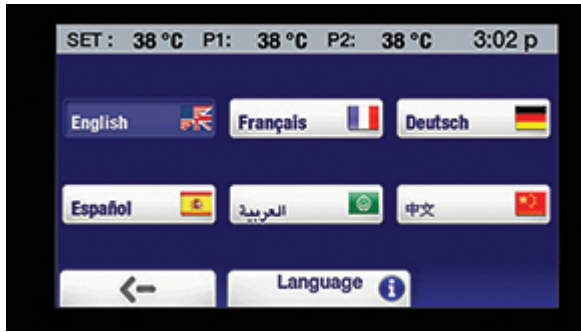 SET: 38 °C P1: 38 °C P2: 38 °C 3:02 p
English Français Deutsch
Español العربية 中文
Language